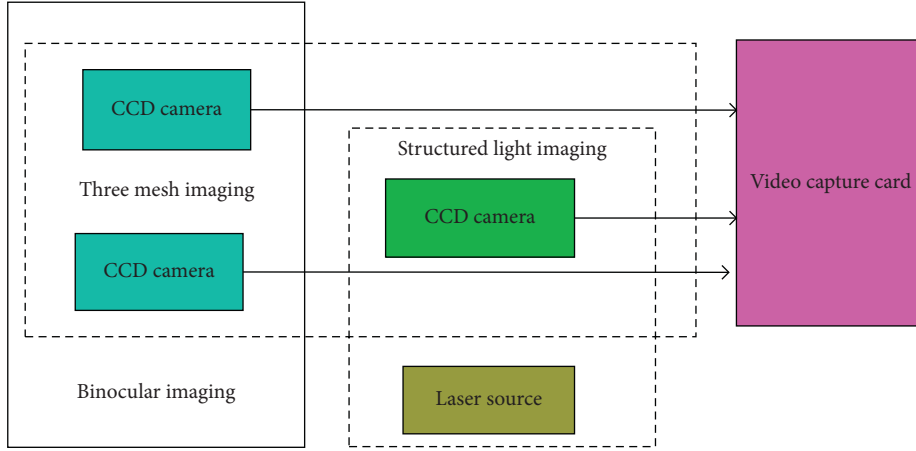 CCD camera
Structured light imaging
Three mesh imaging
Video capture card
CCD camera
CCD camera
Binocular imaging
Laser source